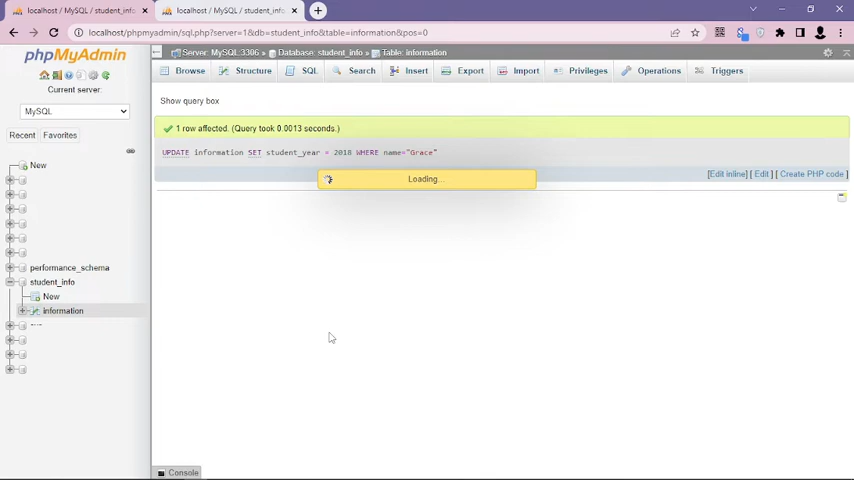 localhost / MySQL / student_info
localhost / MySQL / student_info
localhost/phpmyadmin/sql.php?server=1&db=student_info&table=information&pos=0
phpMyAdmin
Server: MySQL:3306 » Database: student_info » Table: information
Browse Structure SQL Search Insert Export Import Privileges Operations Triggers
Current server:
MySQL
Recent Favorites
New
performance_schema
student_info
New
information
Show query box
1 row affected. (Query took 0.0013 seconds.)
UPDATE information SET student_year = 2018 WHERE name="Grace"
[Edit inline] [ Edit ] [ Create PHP code ]
Loading...
Console